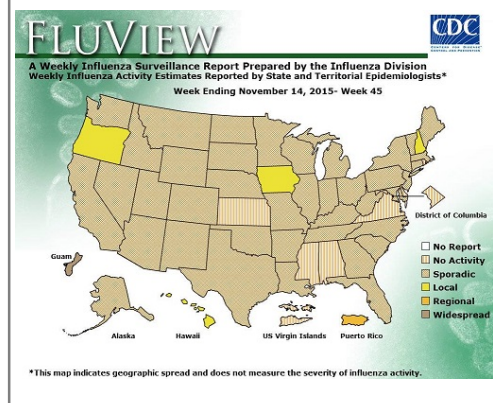 FLUVIEW
CDC
A Weekly Influenza Surveillance Report Prepared by the Influenza Division
Weekly Influenza Activity Estimates Reported by State and Territorial Epidemiologists*
Week Ending November 14, 2015- Week 45
District of Columbia
No Report
Guam
No Activity
Sporadic
Local
Regional
Widespread
Alaska
Hawaii
US Virgin Islands
Puerto Rico
*This map indicates geographic spread and does not measure the severity of influenza activity.